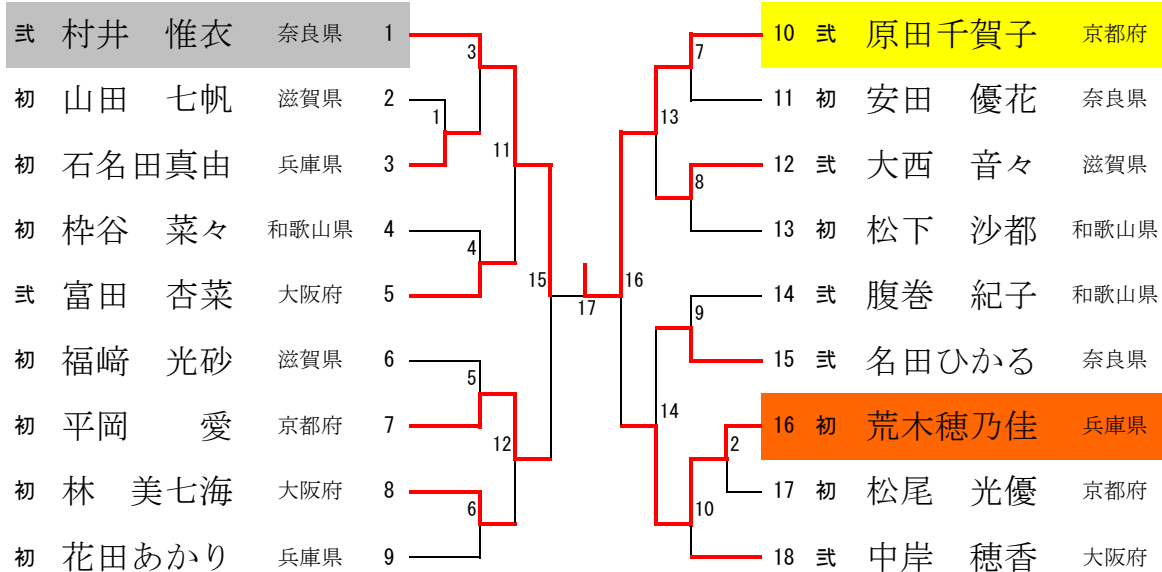 弐 村井 惟衣 奈良県 1
初 山田 七帆 滋賀県 2
初 石名田真由 兵庫県 3
初 枠谷 菜々 和歌山県 4
弐 富田 杏菜 大阪府 5
初 福﨑 光砂 滋賀県 6
初 平岡 愛 京都府 7
初 林 美七海 大阪府 8
初 花田あかり 兵庫県 9
3
1
11
4
15
5
12
6
17
7
13
8
16
9
14
2
10
10 弐 原田千賀子 京都府
11 初 安田 優花 奈良県
12 弐 大西 音々 滋賀県
13 初 松下 沙都 和歌山県
14 弐 腹巻 紀子 和歌山県
15 弐 名田ひかる 奈良県
16 初 荒木穂乃佳 兵庫県
17 初 松尾 光優 京都府
18 弐 中岸 穂香 大阪府